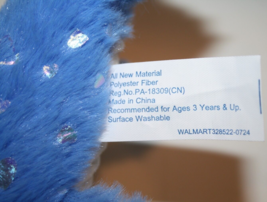 All New Material
Polyester Fiber
Reg.No.PA-18309(CN)
Made in China
Recommended for Ages 3 Years & Up.
Surface Washable
WALMART328522-0724